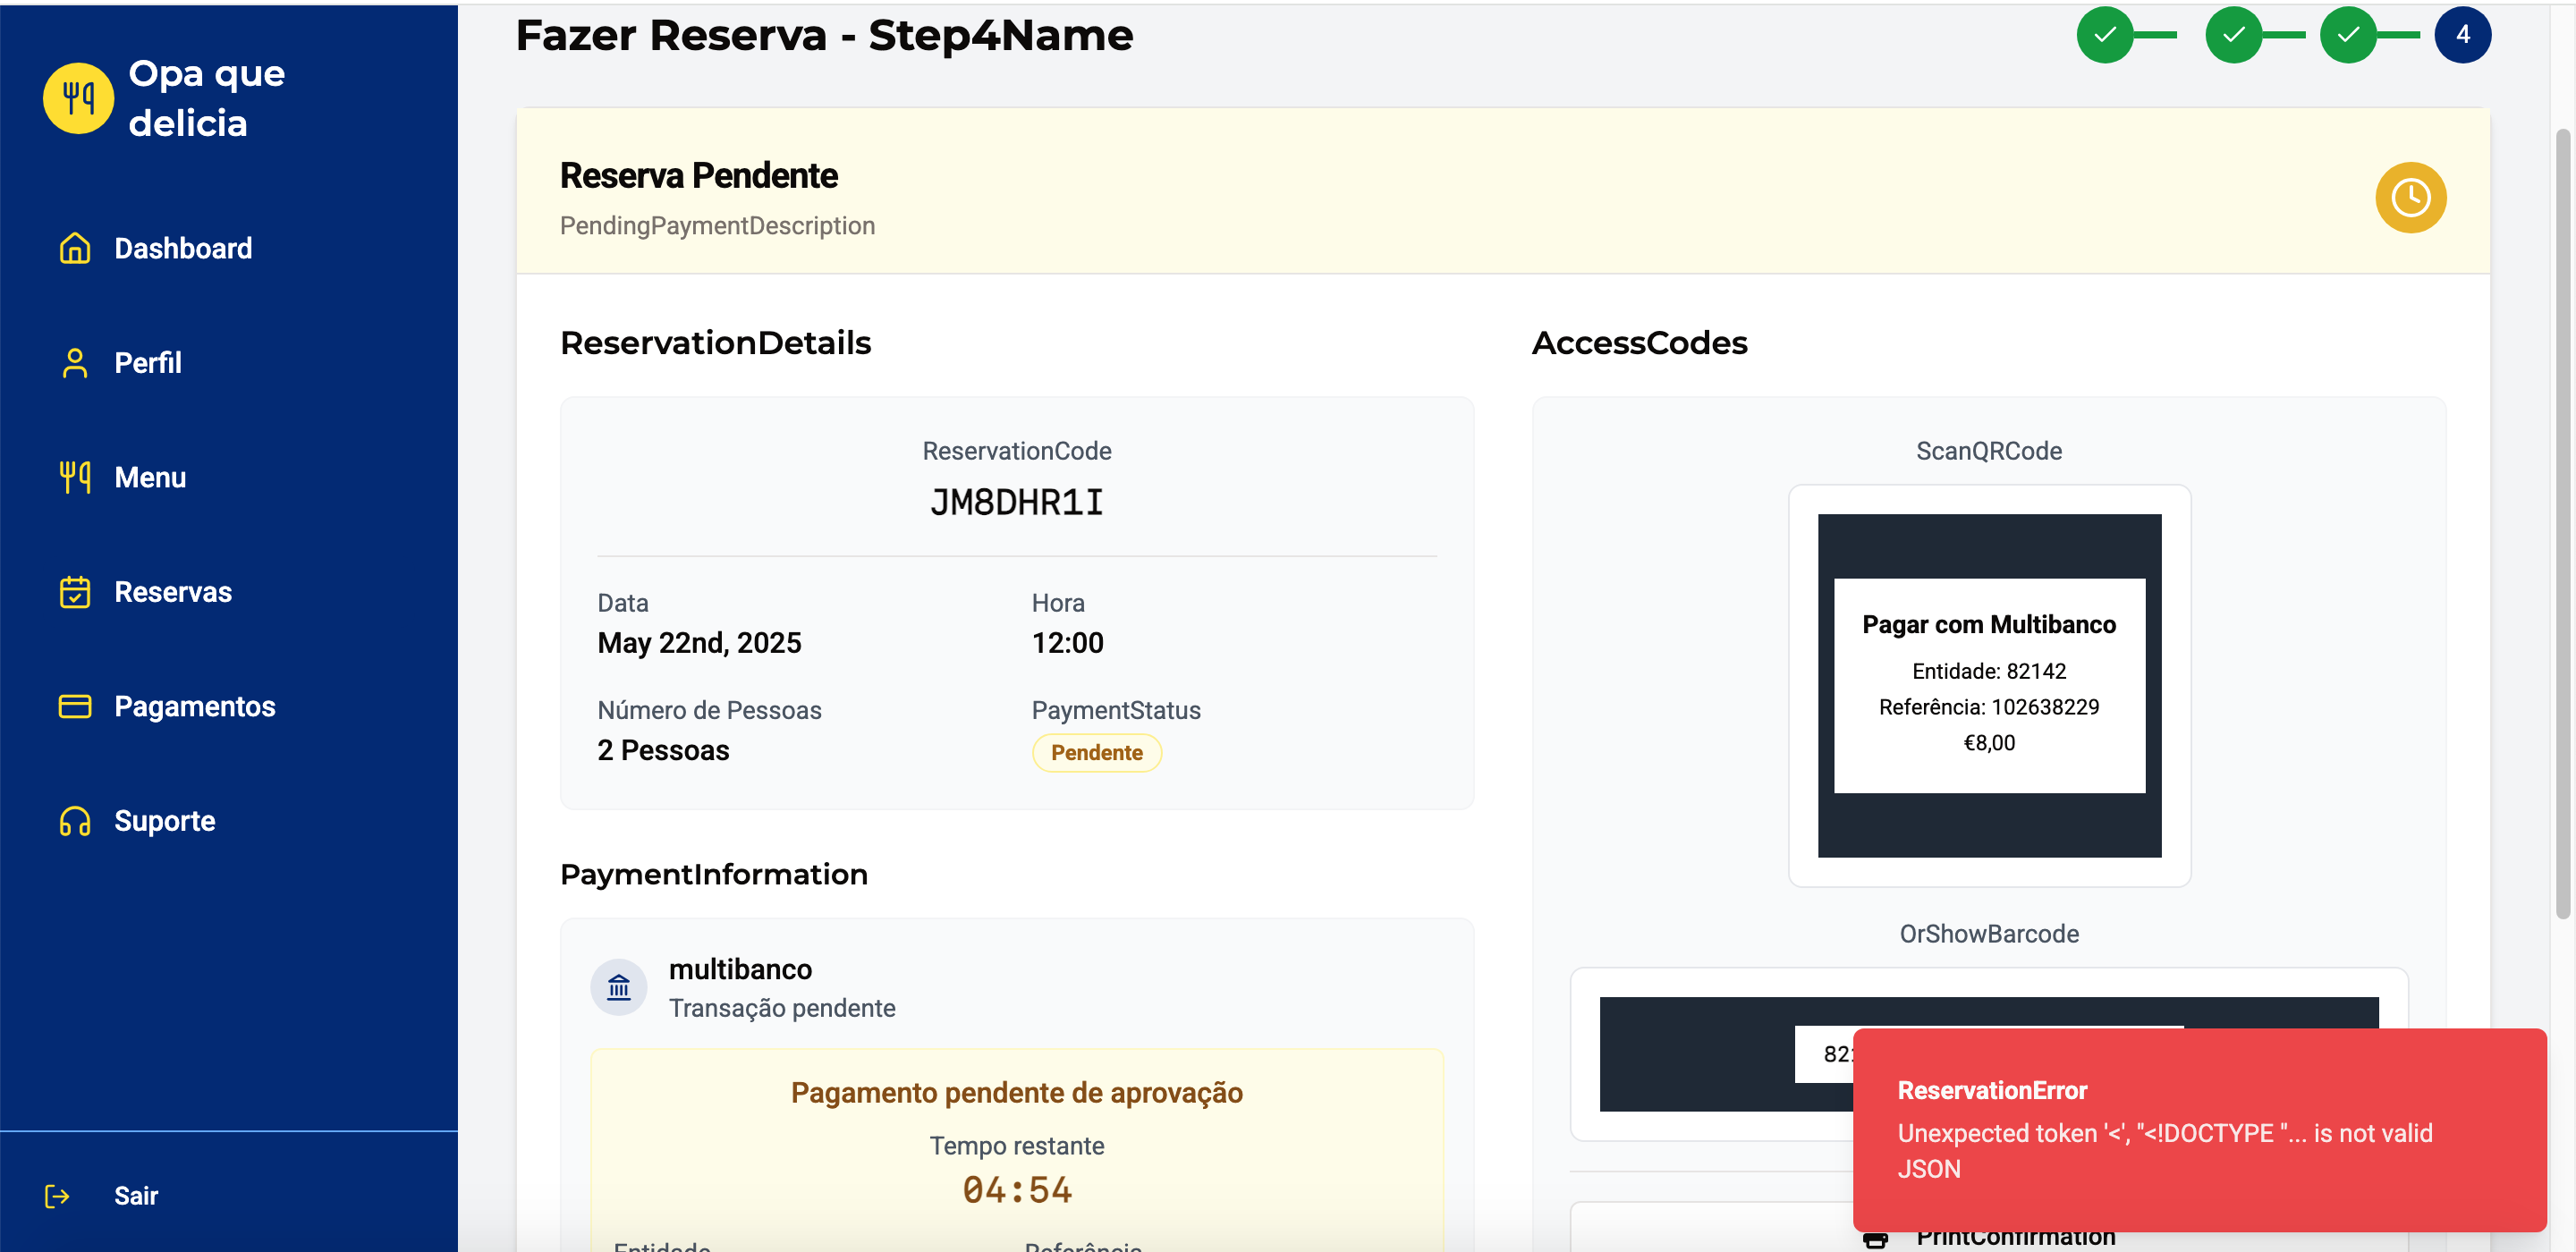 Opa que
delicia
Dashboard
Perfil
Menu
Reservas
Pagamentos
Suporte
Sair
Fazer Reserva - Step4Name
4
Reserva Pendente
PendingPaymentDescription
ReservationDetails
ReservationCode
JM8DHR1I
Data
May 22nd, 2025
Hora
12:00
Número de Pessoas
2 Pessoas
PaymentStatus
Pendente
PaymentInformation
multibanco
Transação pendente
Pagamento pendente de aprovação
Tempo restante
04:54
Entidade
Referência
AccessCodes
ScanQRCode
Pagar com Multibanco
Entidade: 82142
Referência: 102638229
€8,00
OrShowBarcode
ReservationError
Unexpected token '<', "<!DOCTYPE "... is not valid
JSON
PrintConfirmation